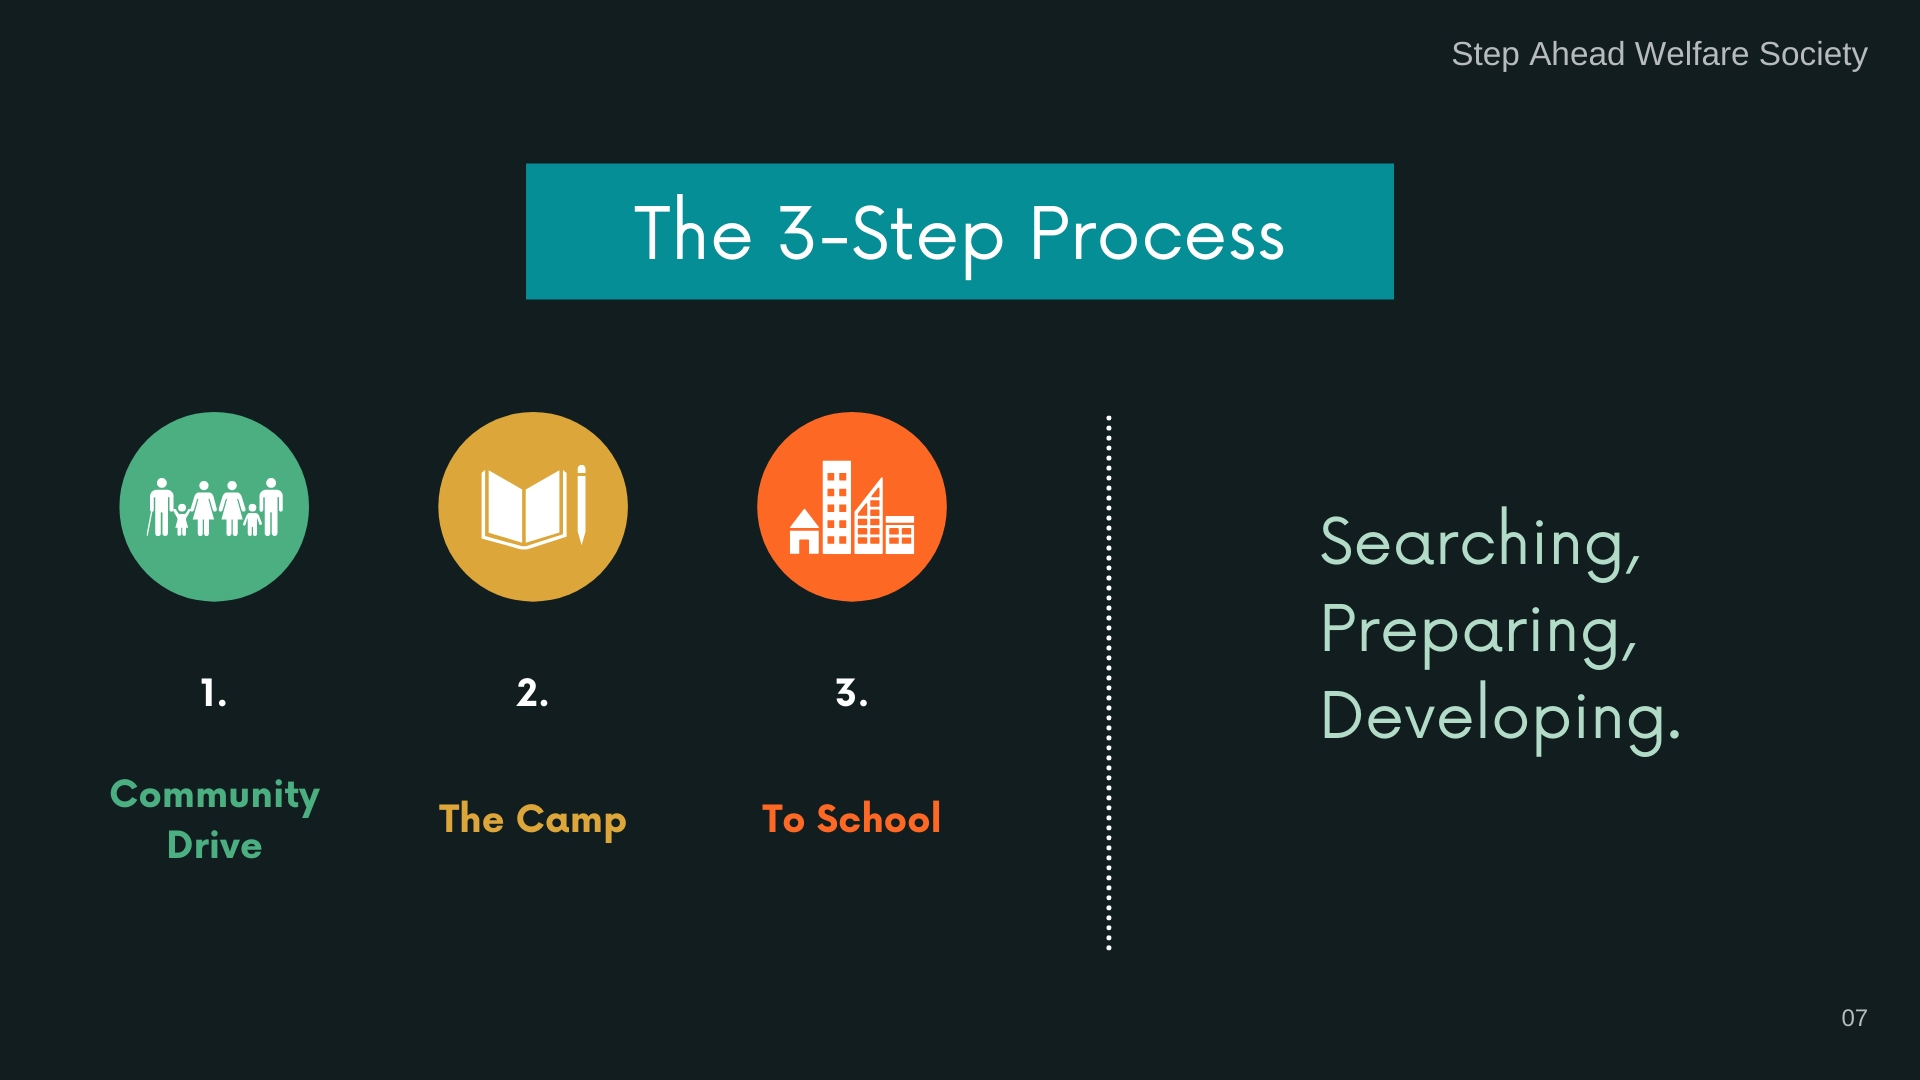 Step Ahead Welfare Society
The 3-Step Process
1.
Community
Drive
2.
The Camp
3.
To School
Searching,
Preparing,
Developing.
07